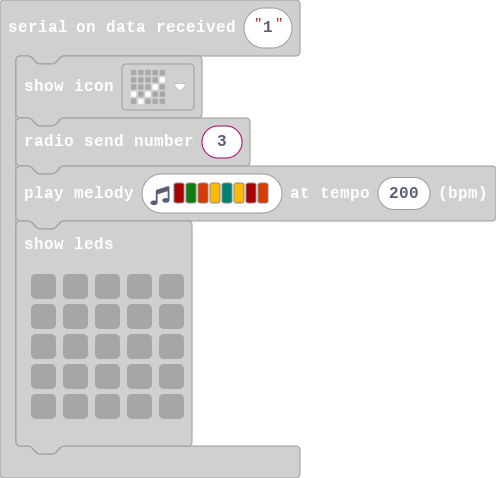 serial on data received "1"
show icon
radio send number 3
play melody at tempo 200 (bpm)
show leds